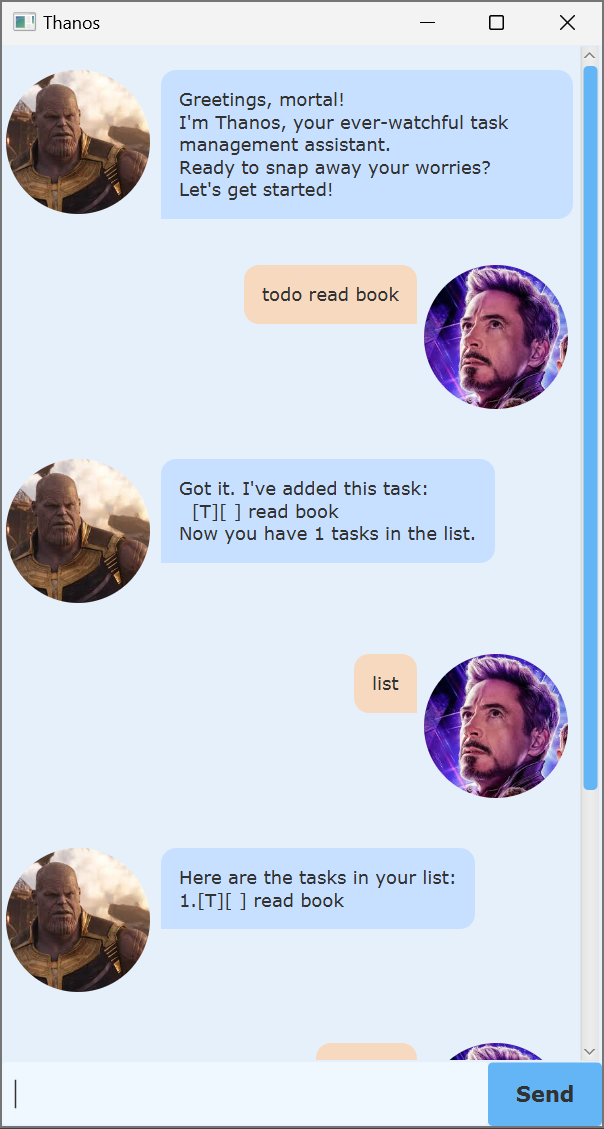 Thanos
Greetings, mortal!
I'm Thanos, your ever-watchful task
management assistant.
Ready to snap away your worries?
Let's get started!
todo read book
Got it. I've added this task:
  [T][ ] read book
Now you have 1 tasks in the list.
list
Here are the tasks in your list:
1.[T][ ] read book
Send